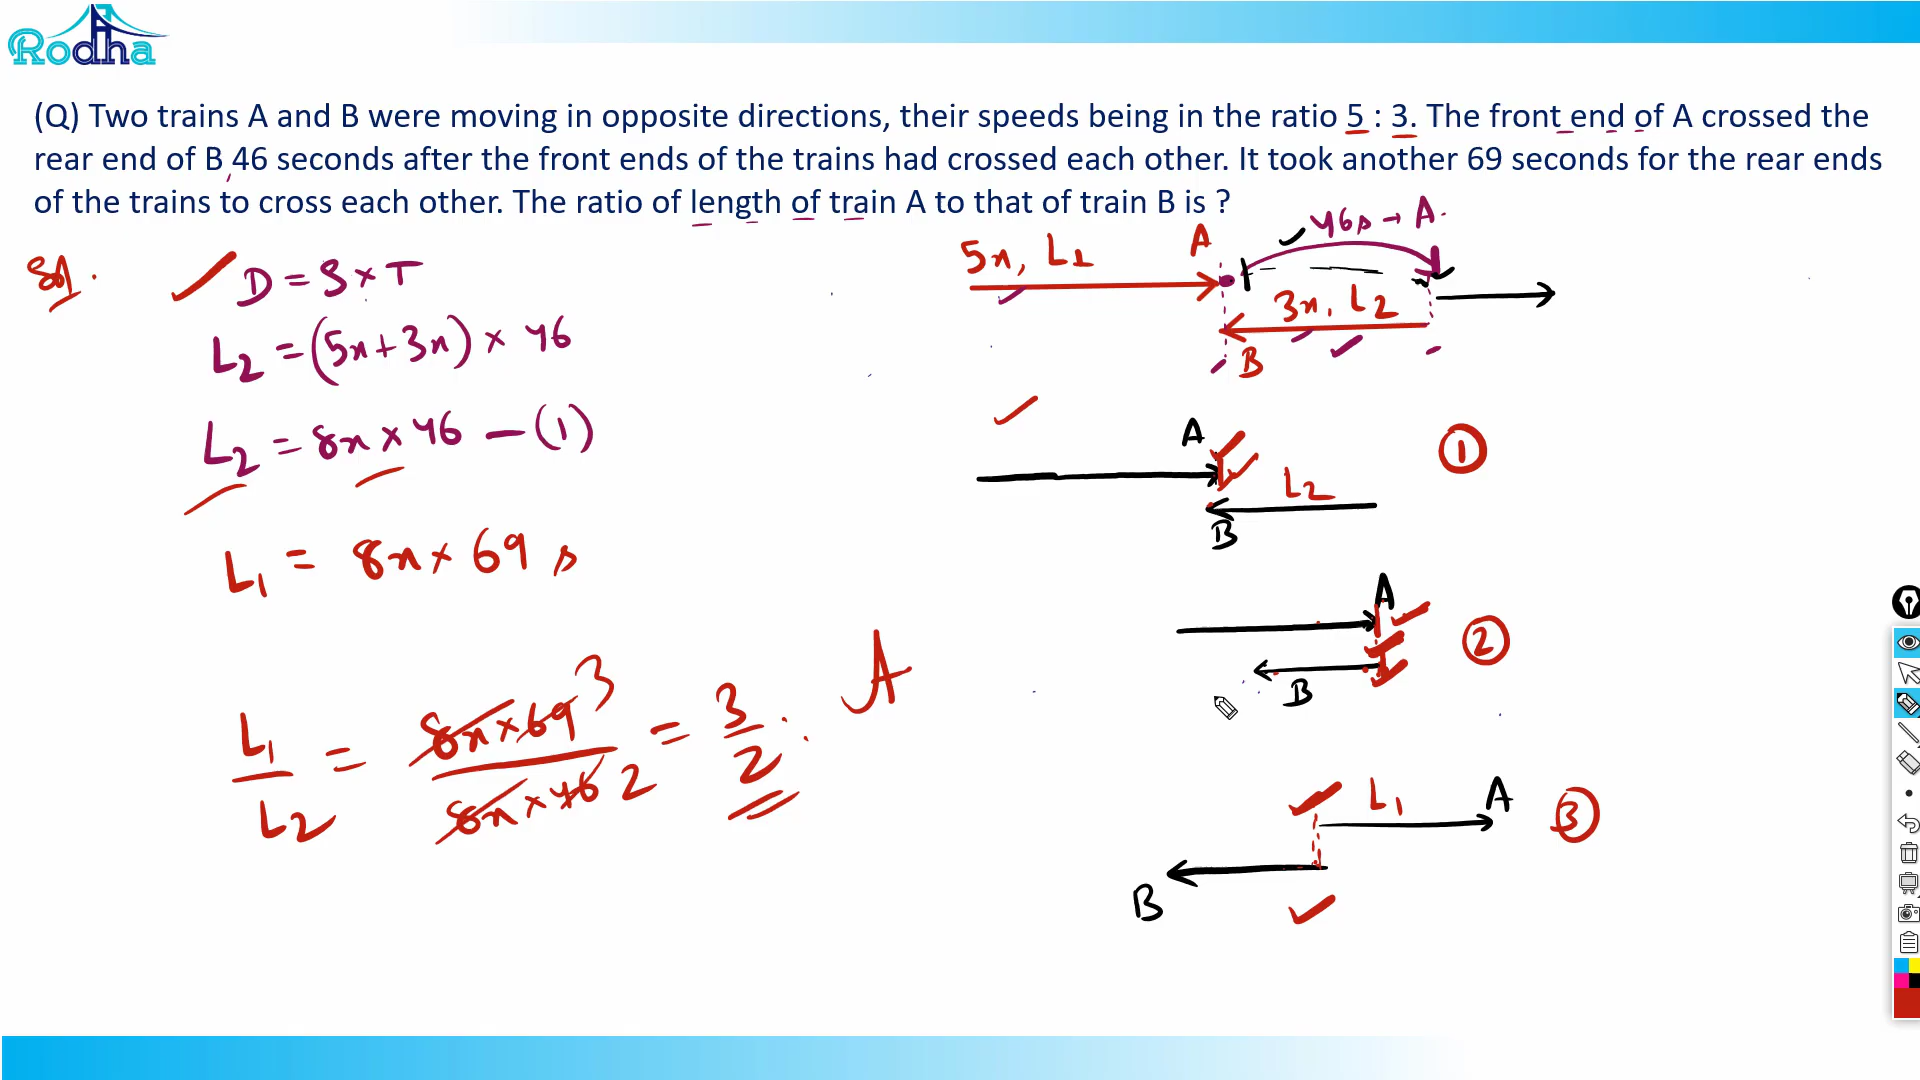 Rodha
(Q) Two trains A and B were moving in opposite directions, their speeds being in the ratio 5 : 3. The front end of A crossed the
rear end of B 46 seconds after the front ends of the trains had crossed each other. It took another 69 seconds for the rear ends
of the trains to cross each other. The ratio of length of train A to that of train B is ?
Sol.
D = S × T
L2 = (5x + 3x) × 46
L2 = 8x × 46 — (1)
L1 = 8x × 69 s
L1/L2 = 8x × 69 3 / 8x × 46 2 = 3/2 . A
46s → A.
5x, L1 A
3x, L2
B
A
L2
B
1
A
B
2
L1 A
B
3